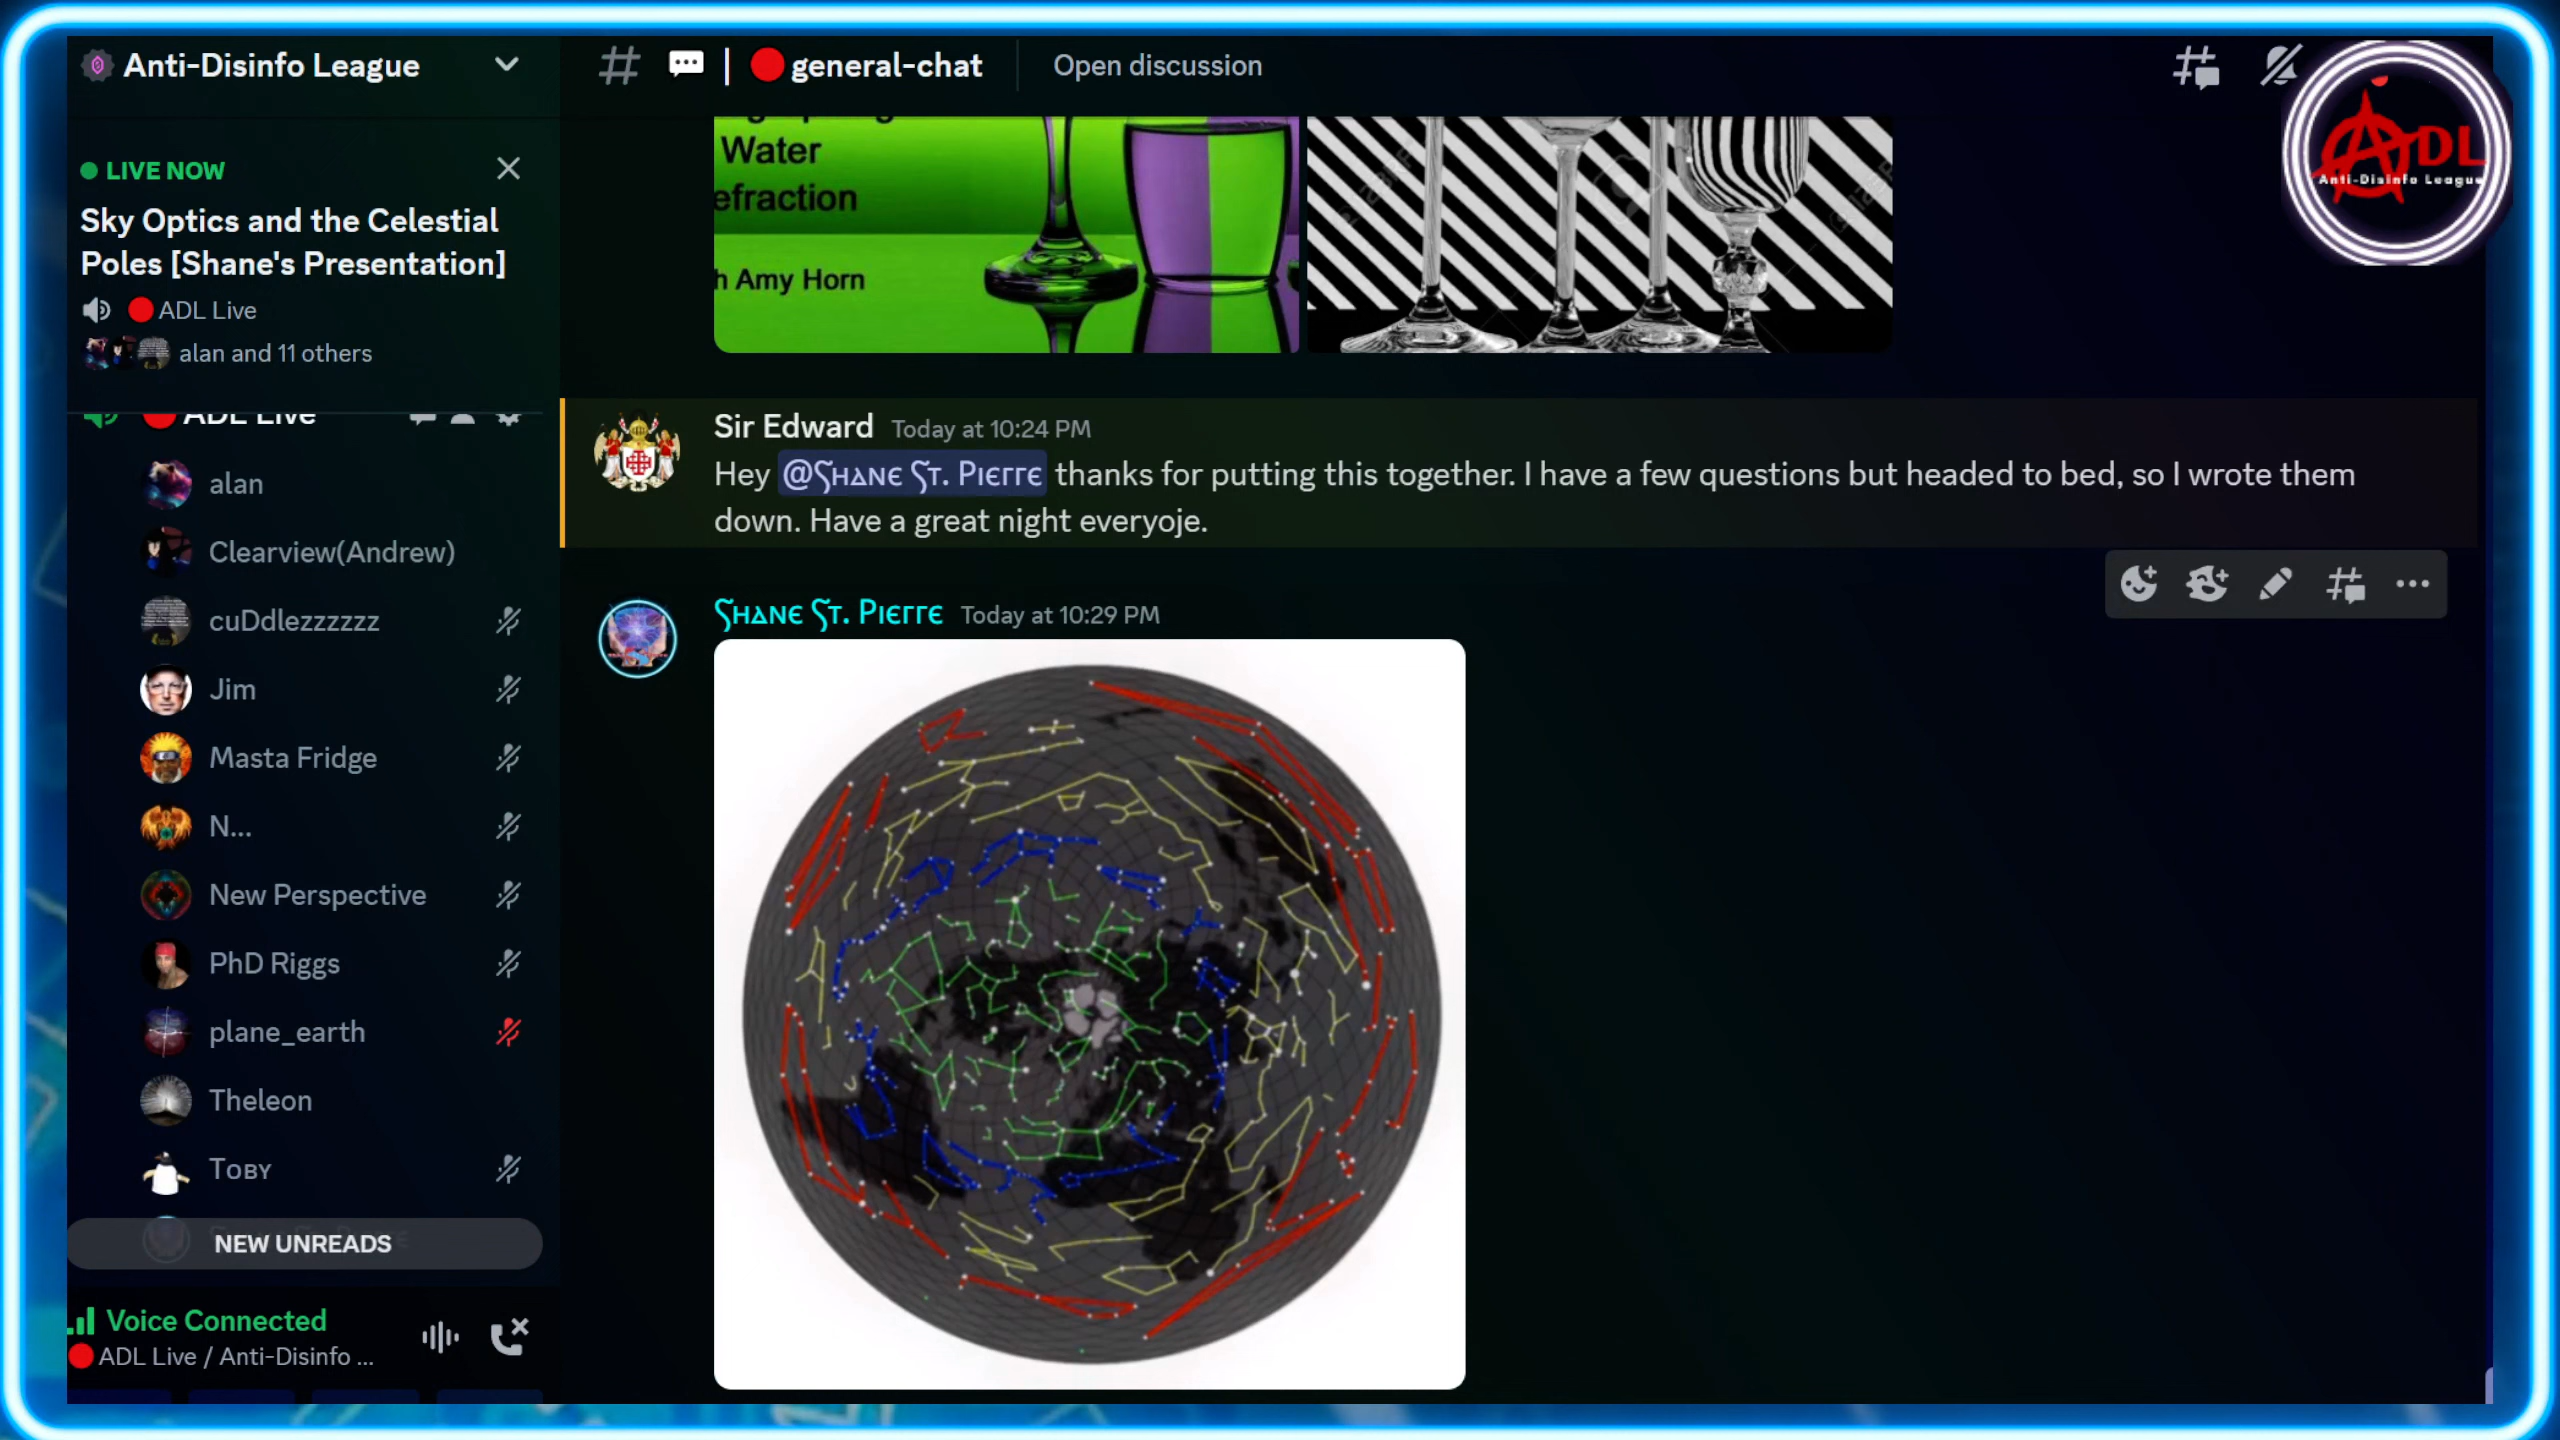 Anti-Disinfo League
| general-chat
Open discussion
ADL
Anti-Disinfo League
LIVE NOW
Sky Optics and the Celestial
Poles [Shane's Presentation]
ADL Live
alan and 11 others
ADL Live
alan
Clearview(Andrew)
cuDdlezzzzzz
Jim
Masta Fridge
N...
New Perspective
PhD Riggs
plane_earth
Theleon
Toby
NEW UNREADS
Voice Connected
ADL Live / Anti-Disinfo ...
Water
efraction
h Amy Horn
Sir Edward Today at 10:24 PM
Hey @Shane St. Pierre thanks for putting this together. I have a few questions but headed to bed, so I wrote them
down. Have a great night everyoje.
Shane St. Pierre Today at 10:29 PM